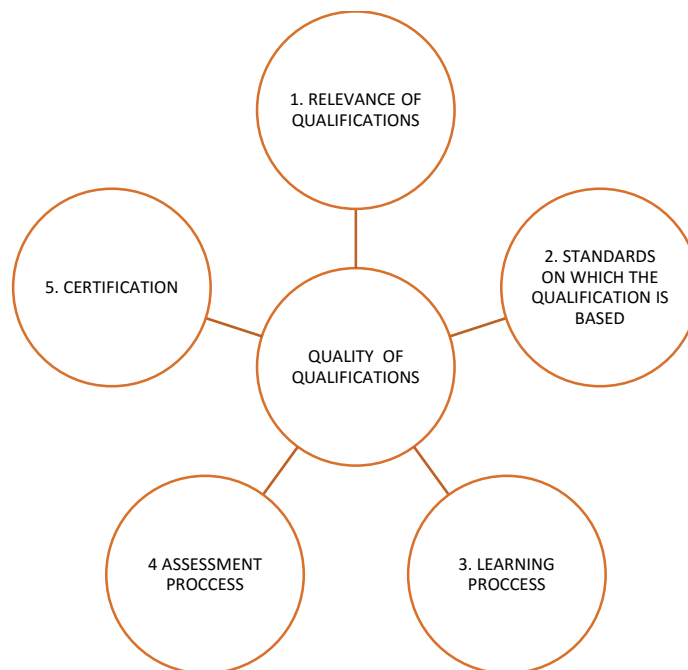 1. RELEVANCE OF
QUALIFICATIONS
2. STANDARDS
ON WHICH THE
QUALIFICATION IS
BASED
5. CERTIFICATION
QUALITY OF
QUALIFICATIONS
4 ASSESSMENT
PROCCESS
3. LEARNING
PROCCESS